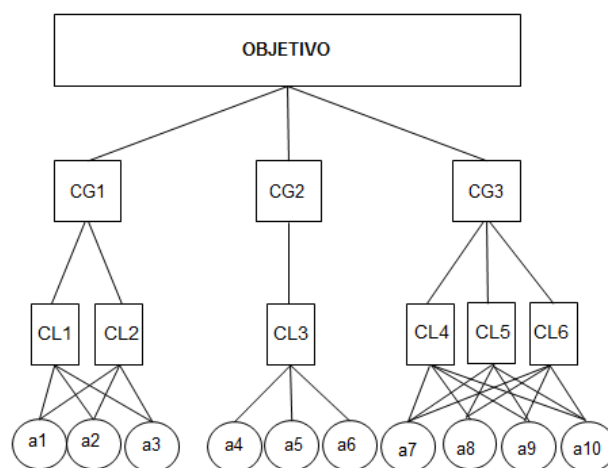 OBJETIVO
CG1 CG2 CG3
CL1 CL2 CL3 CL4 CL5 CL6
a1 a2 a3 a4 a5 a6 a7 a8 a9 a10